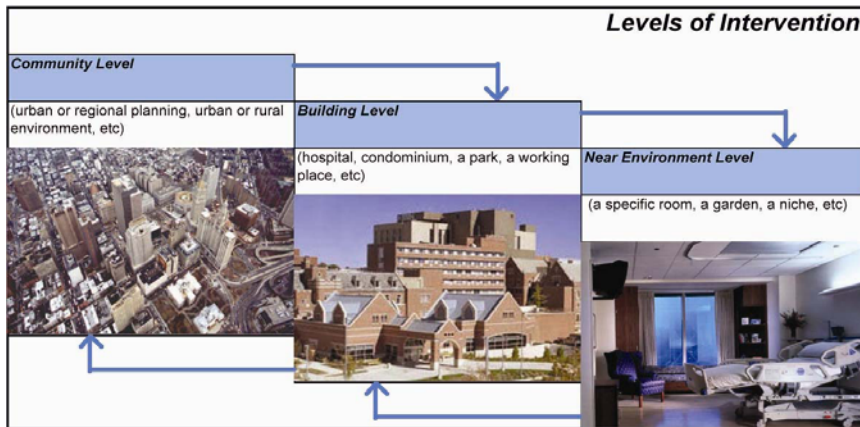 Levels of Intervention
Community Level
(urban or regional planning, urban or rural
environment, etc)
Building Level
(hospital, condominium, a park, a working
place, etc)
Near Environment Level
(a specific room, a garden, a niche, etc)